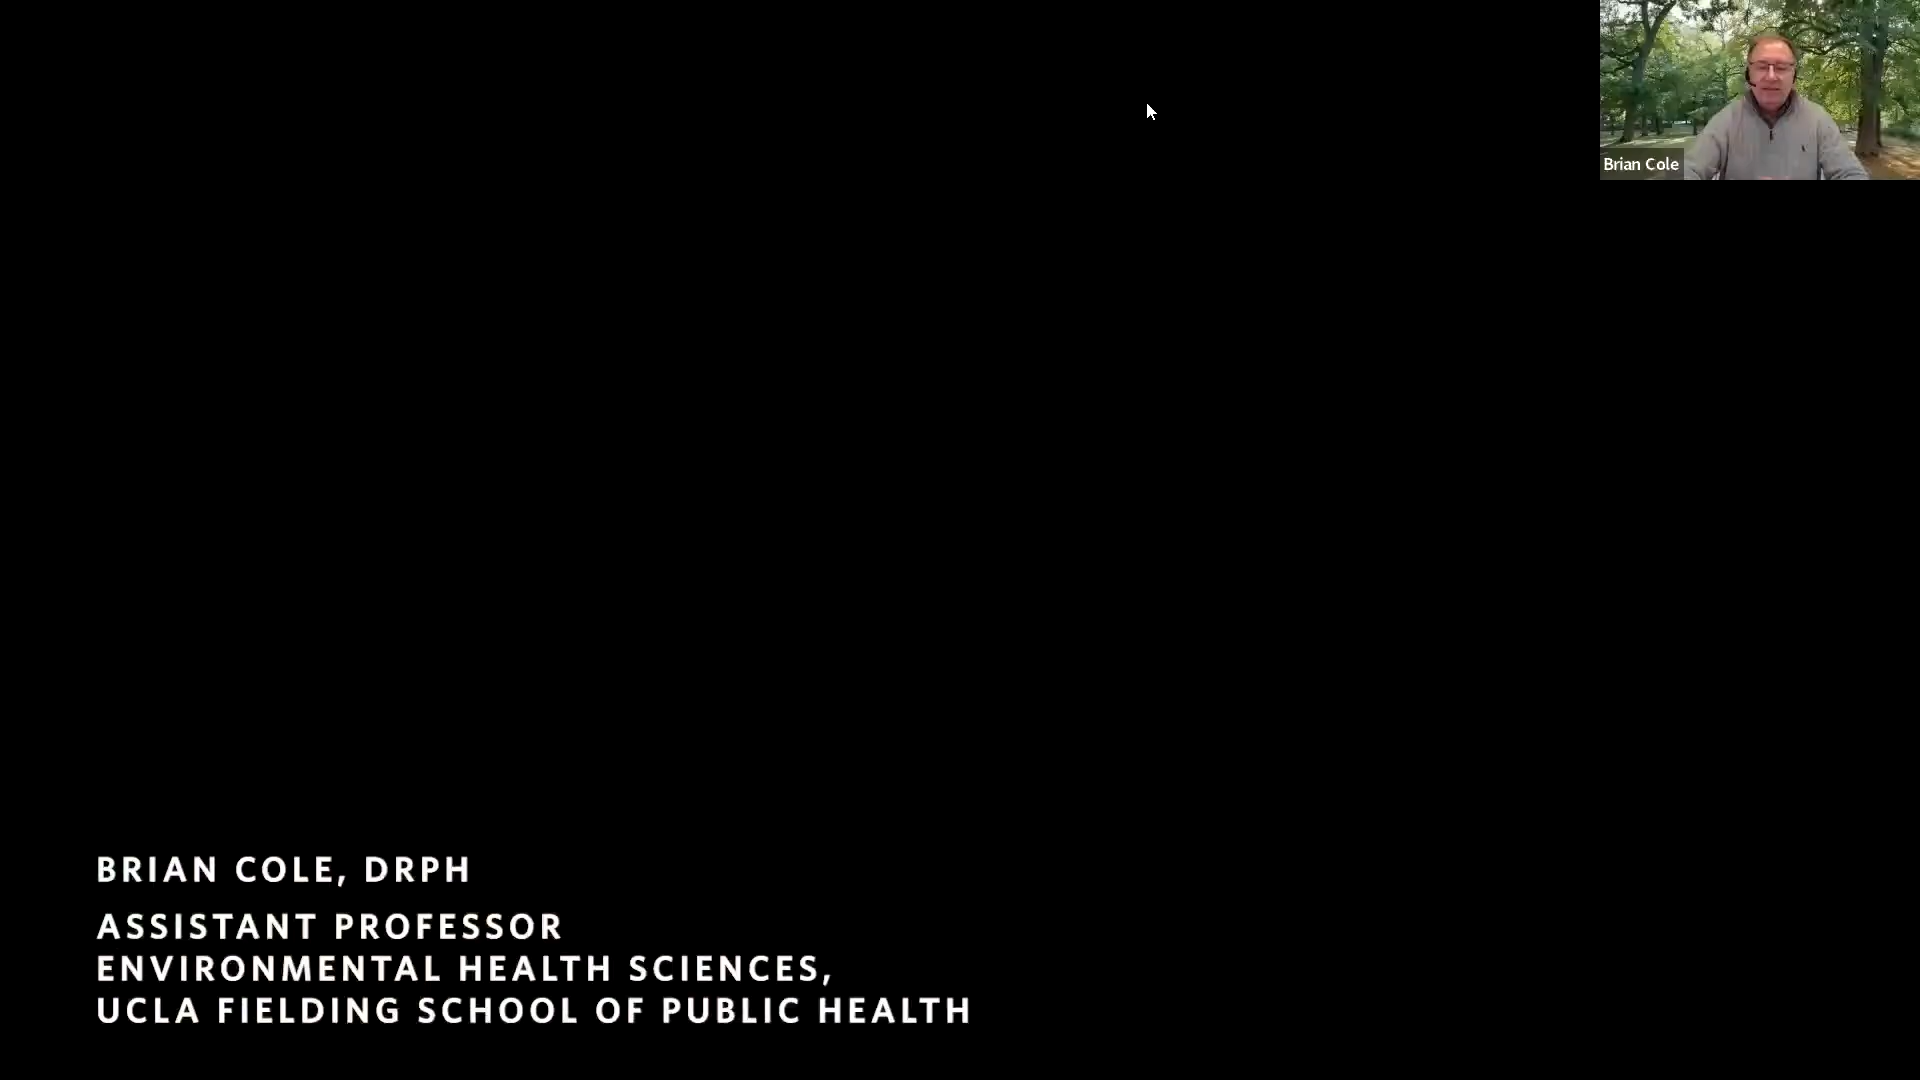 Brian Cole
BRIAN COLE, DRPH
ASSISTANT PROFESSOR
ENVIRONMENTAL HEALTH SCIENCES,
UCLA FIELDING SCHOOL OF PUBLIC HEALTH